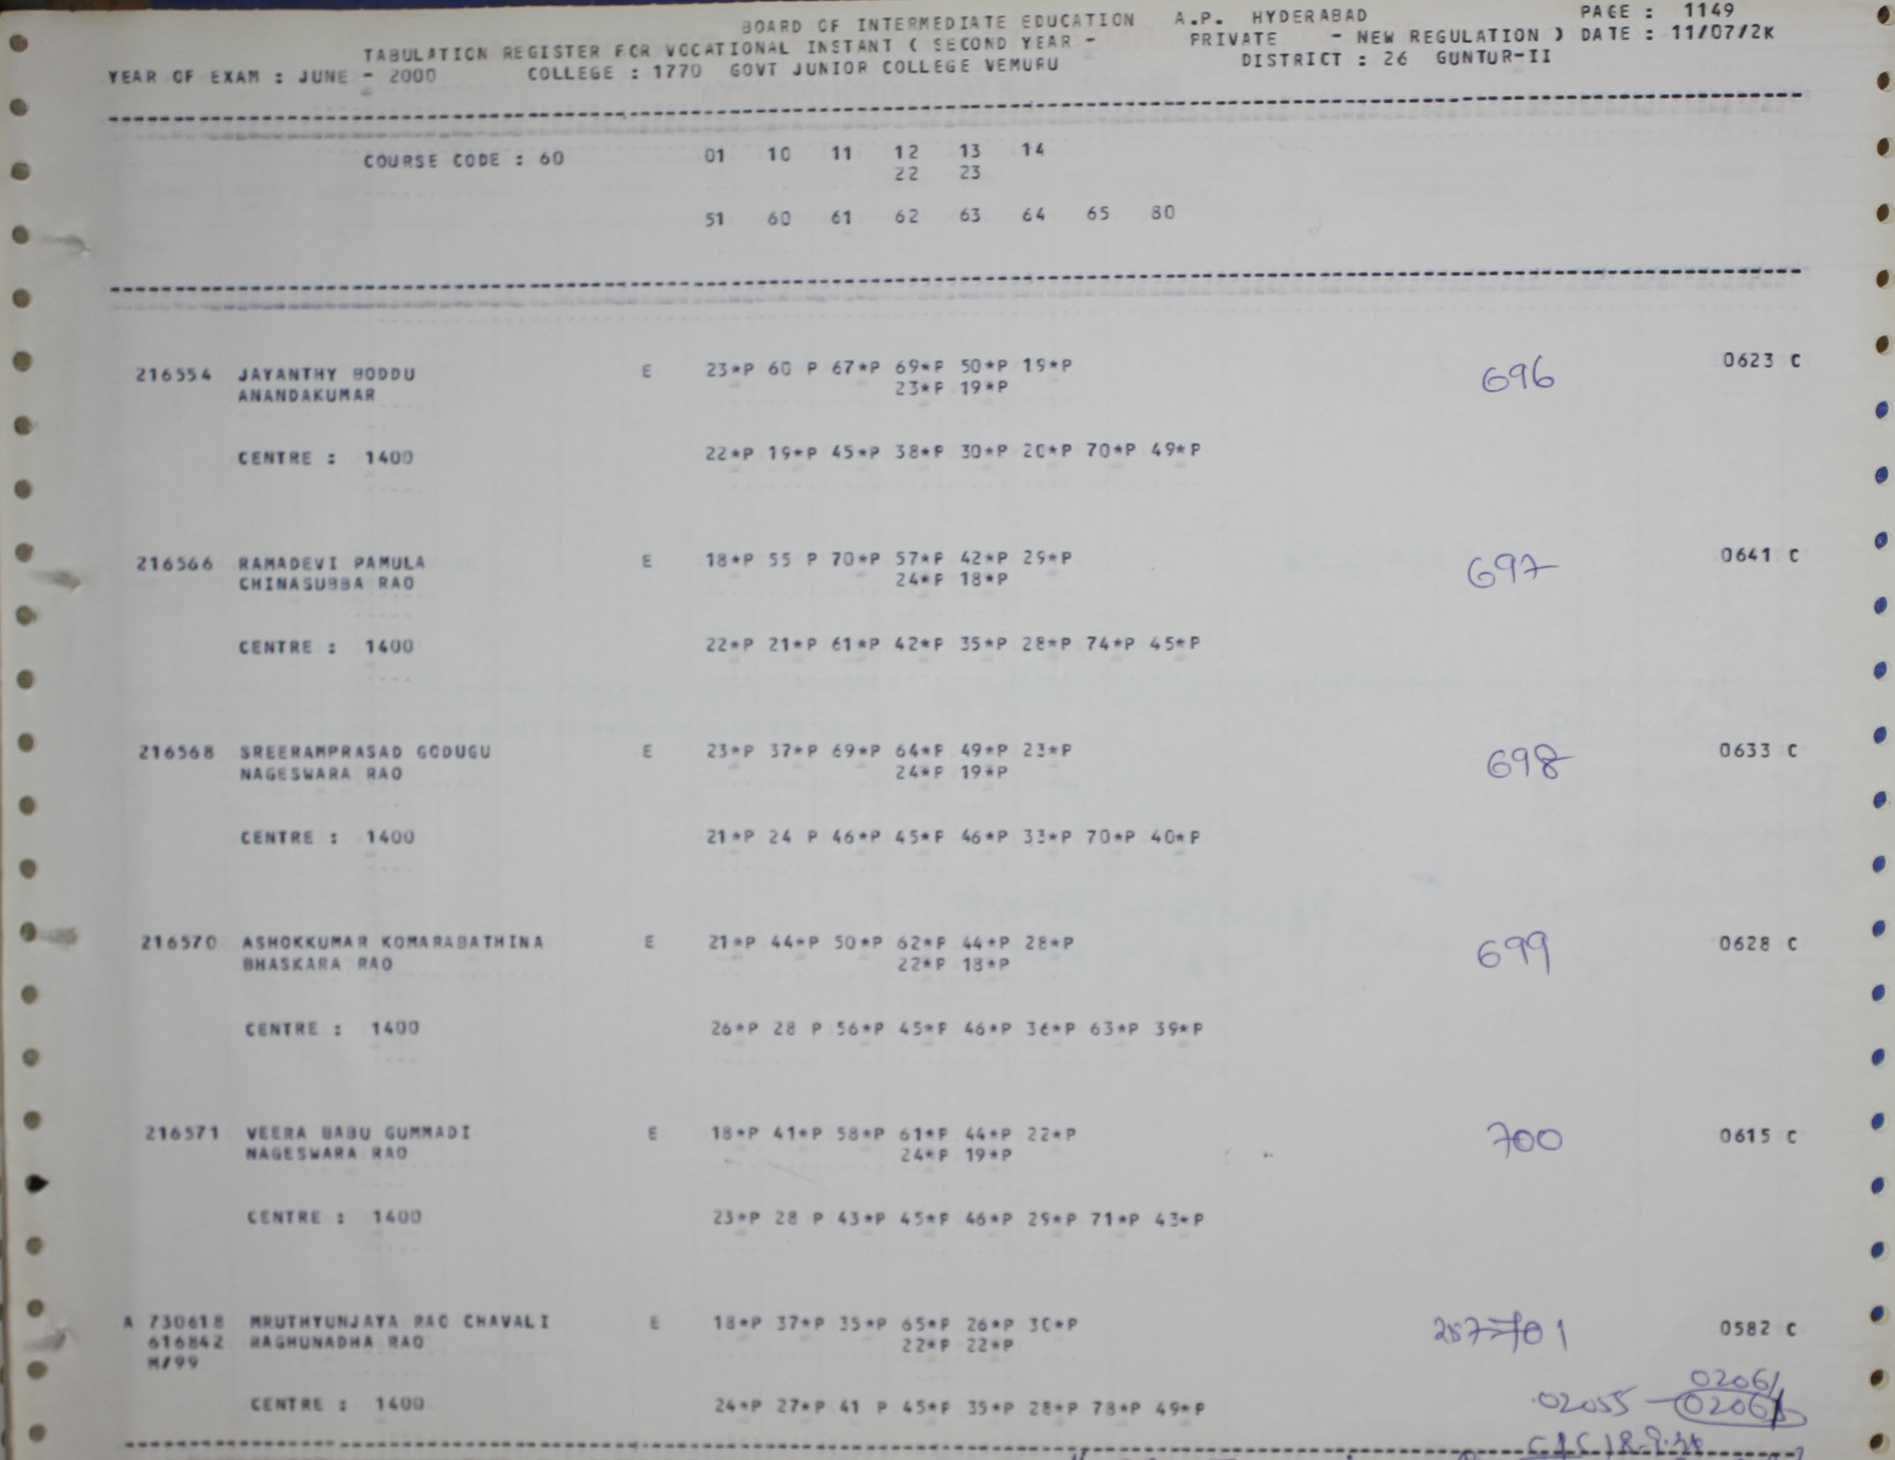 BOARD OF INTERMEDIATE EDUCATION A.P. HYDERABAD PAGE : 1149
TABULATION REGISTER FCR VOCATIONAL INSTANT ( SECOND YEAR - PRIVATE - NEW REGULATION ) DATE : 11/07/2K
YEAR OF EXAM : JUNE - 2000 COLLEGE : 1770 GOVT JUNIOR COLLEGE VEMURU DISTRICT : 26 GUNTUR-II
COURSE CODE : 60 01 10 11 12 13 14
22 23
51 60 61 62 63 64 65 80
216554 JAYANTHY BODDU E 23*P 60 P 67*P 69*P 50*P 19*P 696 0623 C
ANANDAKUMAR 23*P 19*P
CENTRE : 1400 22*P 19*P 45*P 38*P 30*P 20*P 70*P 49*P
216566 RAMADEVI PAMULA E 18*P 55 P 70*P 57*P 42*P 29*P 697 0641 C
CHINASUBBA RAO 24*P 18*P
CENTRE : 1400 22*P 21*P 61*P 42*P 35*P 28*P 74*P 45*P
216568 SREERAMPRASAD GODUGU E 23*P 37*P 69*P 64*P 49*P 23*P 698 0633 C
NAGESWARA RAO 24*P 19*P
CENTRE : 1400 21*P 24 P 46*P 45*P 46*P 33*P 70*P 40*P
216570 ASHOKKUMAR KOMARABATHINA E 21*P 44*P 50*P 62*P 44*P 28*P 699 0628 C
BHASKARA RAO 22*P 18*P
CENTRE : 1400 26*P 28 P 56*P 45*P 46*P 36*P 63*P 39*P
216571 VEERA BABU GUMMADI E 18*P 41*P 58*P 61*P 44*P 22*P 700 0615 C
NAGESWARA RAO 24*P 19*P
CENTRE : 1400 23*P 28 P 43*P 45*P 46*P 29*P 71*P 43*P
A 730618 MRUTHYUNJAYA RAO CHAVALI E 18*P 37*P 35*P 65*P 26*P 30*P 701 0582 C
616842 RAGHUNADHA RAO 22*P 22*P
M/99
02061
CENTRE : 1400 24*P 27*P 41 P 45*P 35*P 28*P 78*P 49*P 02055 -